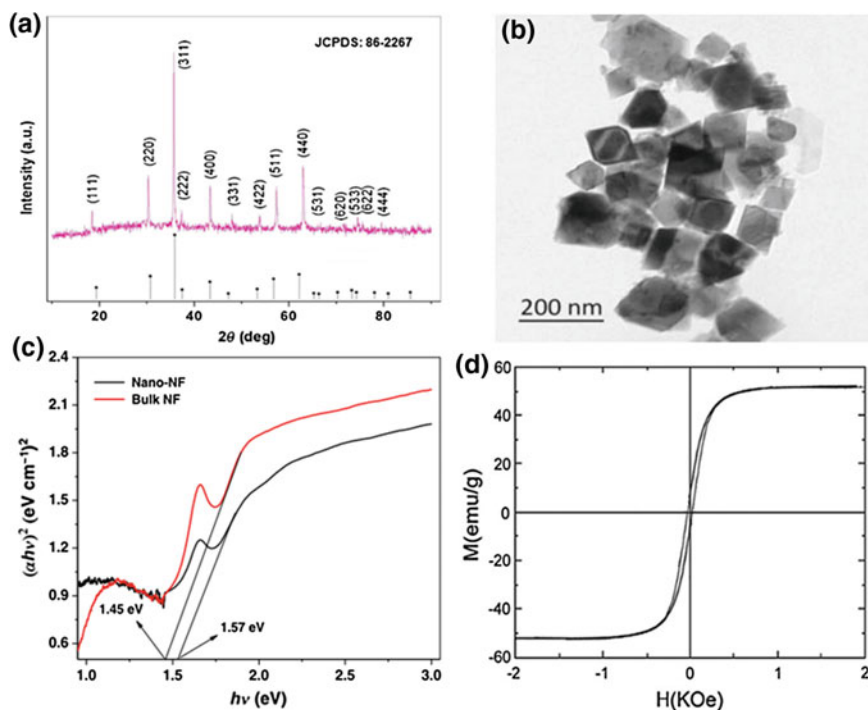 (a)
JCPDS: 86-2267
Intensity (a.u.)
(111)
(220)
(311)
(222)
(400)
(331)
(422)
(511)
(440)
(531)
(620)
(533)
(622)
(444)
20 40 60 80
2θ (deg)
(b)
200 nm
(c)
Nano-NF
Bulk NF
(αhν)² (eV cm⁻¹)²
2.4
2.1
1.8
1.5
1.2
0.9
0.6
1.45 eV
1.57 eV
1.0 1.5 2.0 2.5 3.0
hν (eV)
(d)
M(emu/g)
60
40
20
0
-20
-40
-60
-2 -1 0 1 2
H(KOe)